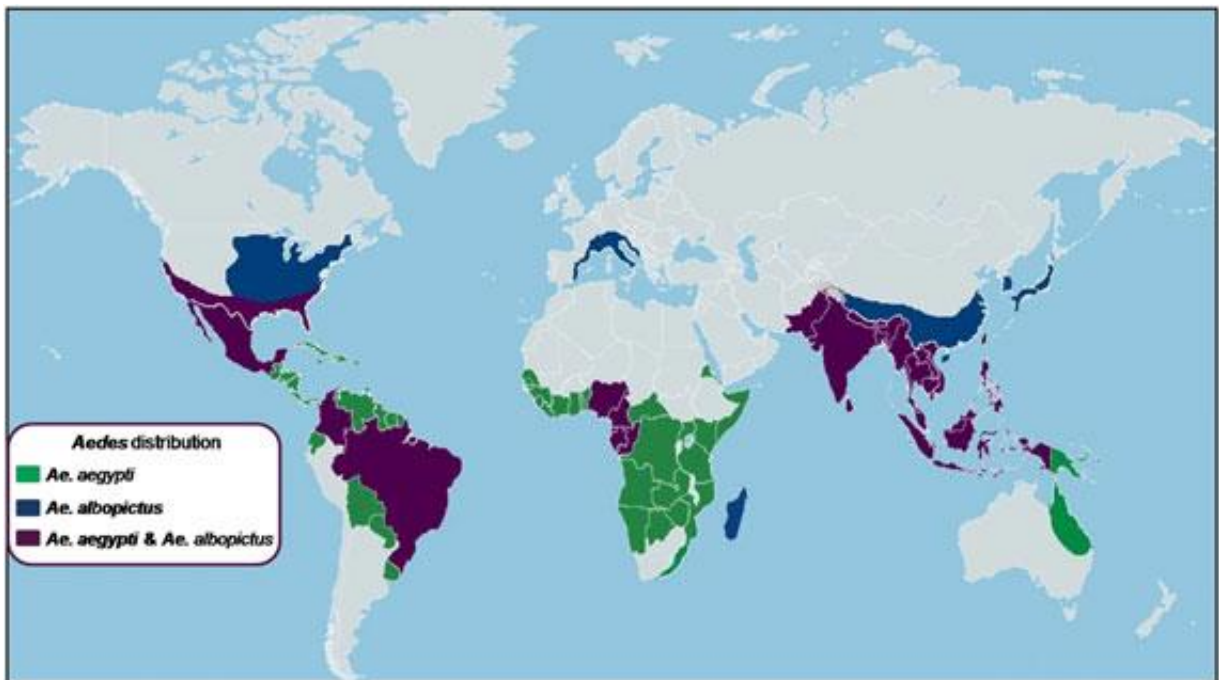 Aedes distribution
Ae. aegypti
Ae. albopictus
Ae. aegypti & Ae. albopictus